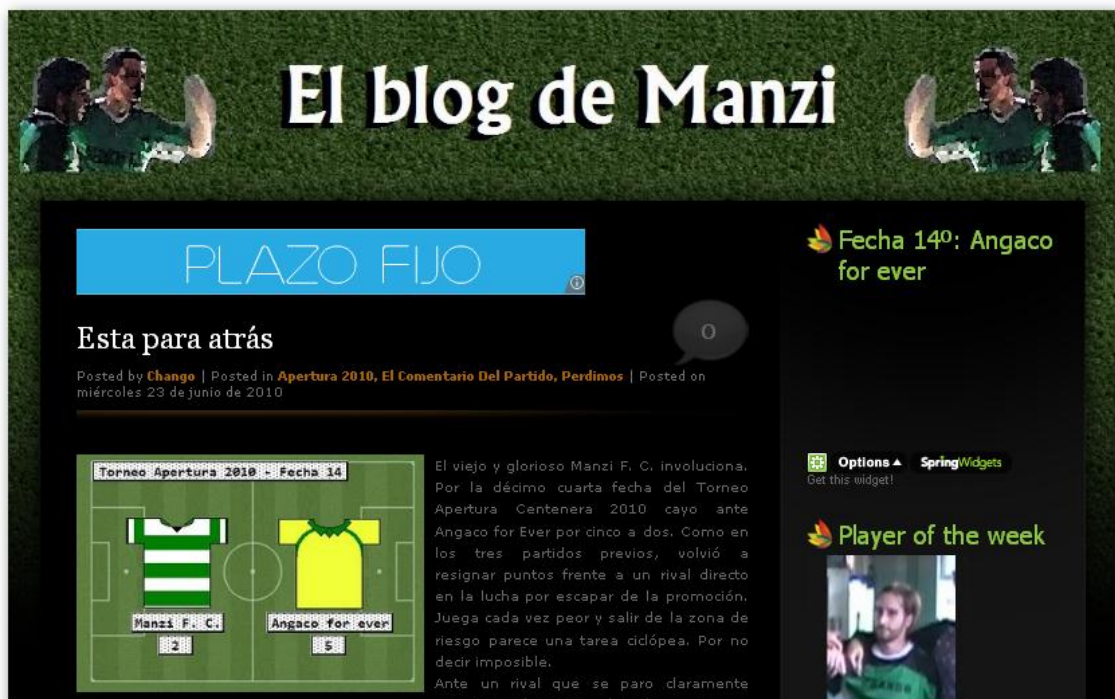 El blog de Manzi
PLAZO FIJO
Esta para atrás
0
Posted by Chango | Posted in Apertura 2010, El Comentario Del Partido, Perdimos | Posted on
miércoles 23 de junio de 2010
Torneo Apertura 2010 - Fecha 14
Manzi F. C.
Angaco for ever
2
5
El viejo y glorioso Manzi F. C. involuciona.
Por la décimo cuarta fecha del Torneo
Apertura Centenera 2010 cayo ante
Angaco for Ever por cinco a dos. Como en
los tres partidos previos, volvió a
resignar puntos frente a un rival directo
en la lucha por escapar de la promoción.
Juega cada vez peor y salir de la zona de
riesgo parece una tarea ciclópea. Por no
decir imposible.
Ante un rival que se paro claramente
Fecha 14º: Angaco
for ever
Options
SpringWidgets
Get this widget!
Player of the week